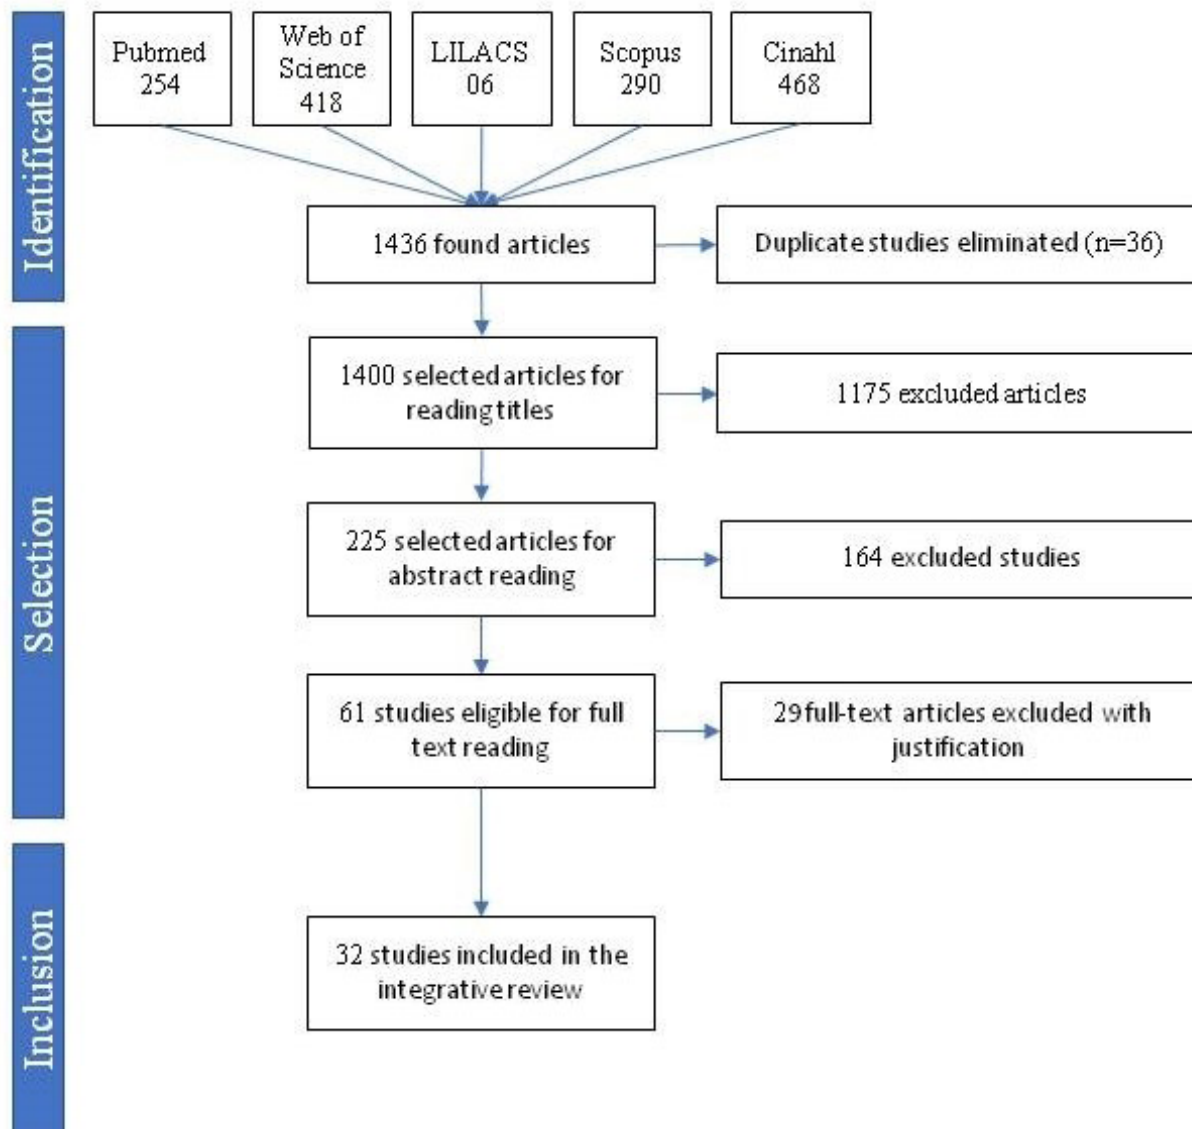 Identification
Pubmed
254
Web of
Science
418
LILACS
06
Scopus
290
Cinahl
468
1436 found articles
Duplicate studies eliminated (n=36)
Selection
1400 selected articles for
reading titles
1175 excluded articles
225 selected articles for
abstract reading
164 excluded studies
61 studies eligible for full
text reading
29 full-text articles excluded with
justification
Inclusion
32 studies included in the
integrative review